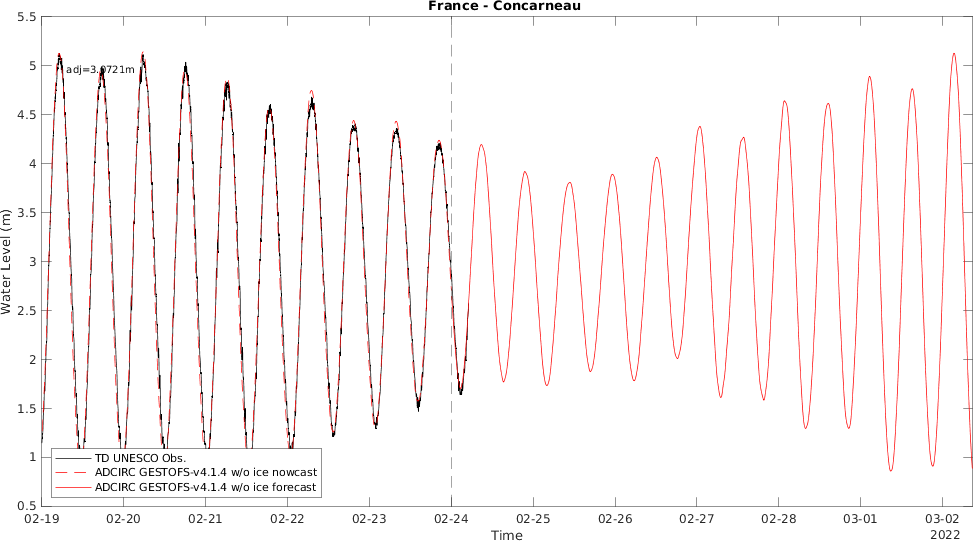 France - Concarneau
adj=3.0721m
Water Level (m)
5.5
5
4.5
4
3.5
3
2.5
2
1.5
1
0.5
TD UNESCO Obs.
ADCIRC GESTOFS-v4.1.4 w/o ice nowcast
ADCIRC GESTOFS-v4.1.4 w/o ice forecast
02-19 02-20 02-21 02-22 02-23 02-24 02-25 02-26 02-27 02-28 03-01 03-02
2022
Time